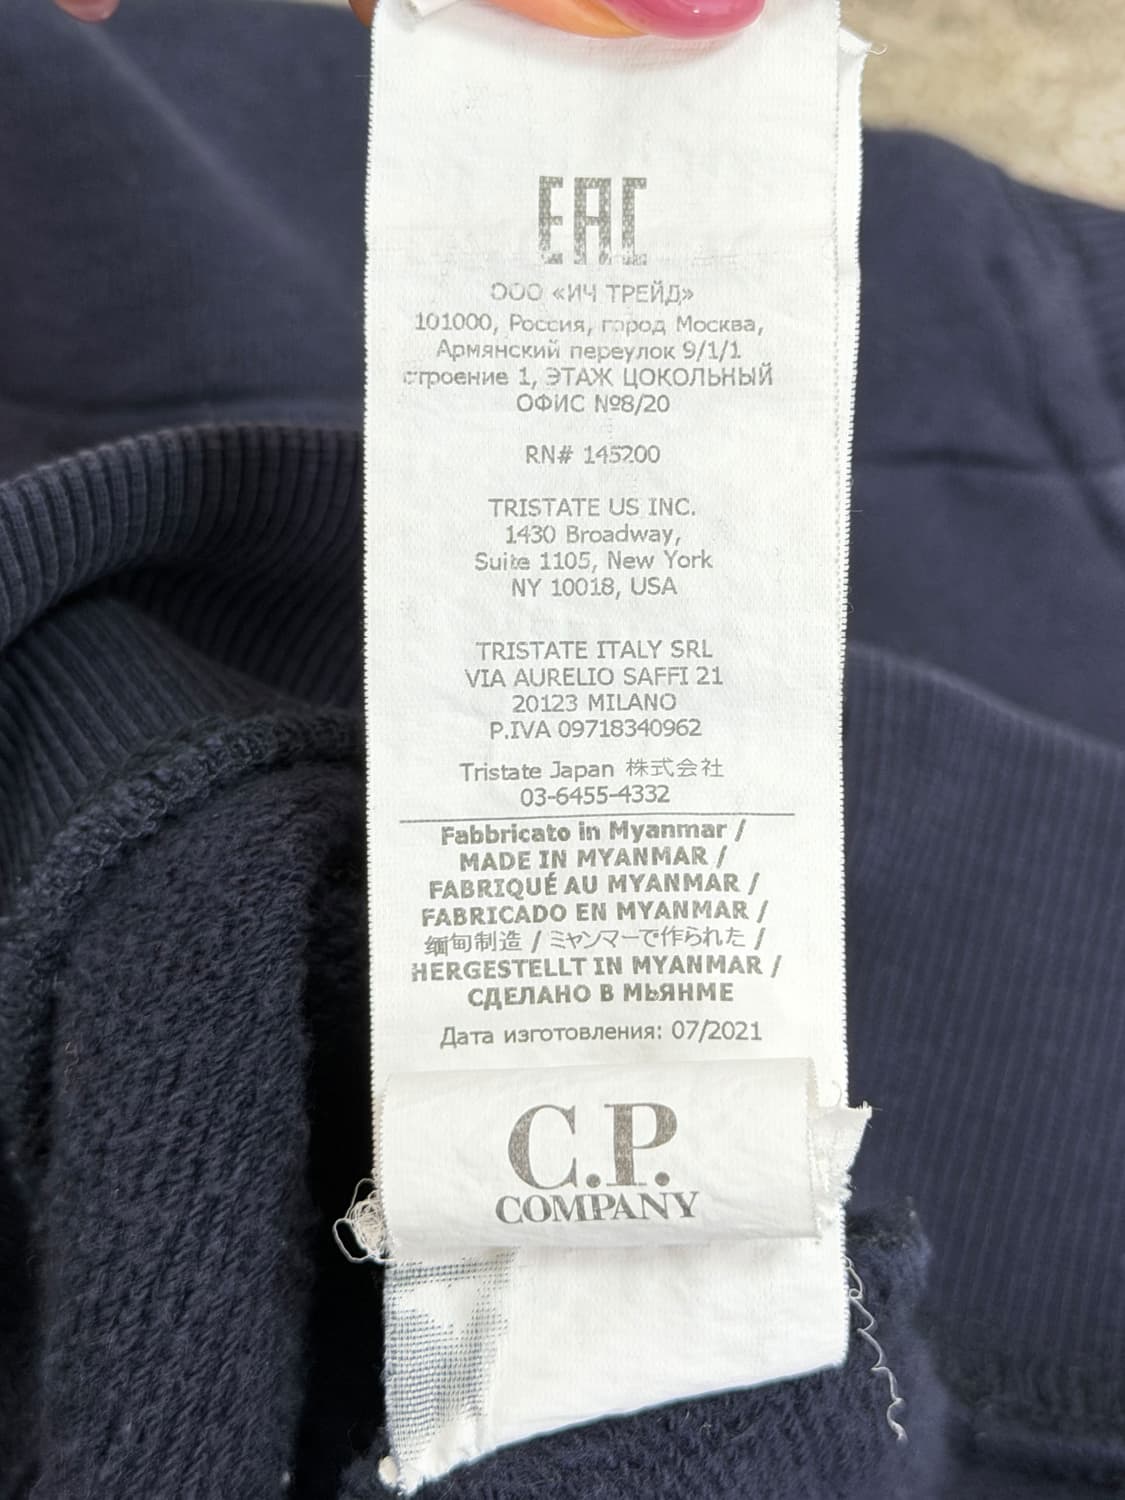 EAC
ООО «ИЧ ТРЕЙД»
101000, Россия, город Москва,
Армянский переулок 9/1/1
строение 1, ЭТАЖ ЦОКОЛЬНЫЙ
ОФИС №8/20
RN# 145200
TRISTATE US INC.
1430 Broadway,
Suite 1105, New York
NY 10018, USA
TRISTATE ITALY SRL
VIA AURELIO SAFFI 21
20123 MILANO
P.IVA 09718340962
Tristate Japan 株式会社
03-6455-4332
Fabbricato in Myanmar /
MADE IN MYANMAR /
FABRIQUÉ AU MYANMAR /
FABRICADO EN MYANMAR /
缅甸制造 / ミャンマーで作られた /
HERGESTELLT IN MYANMAR /
СДЕЛАНО В МЬЯНМЕ
Дата изготовления: 07/2021
C.P.
COMPANY